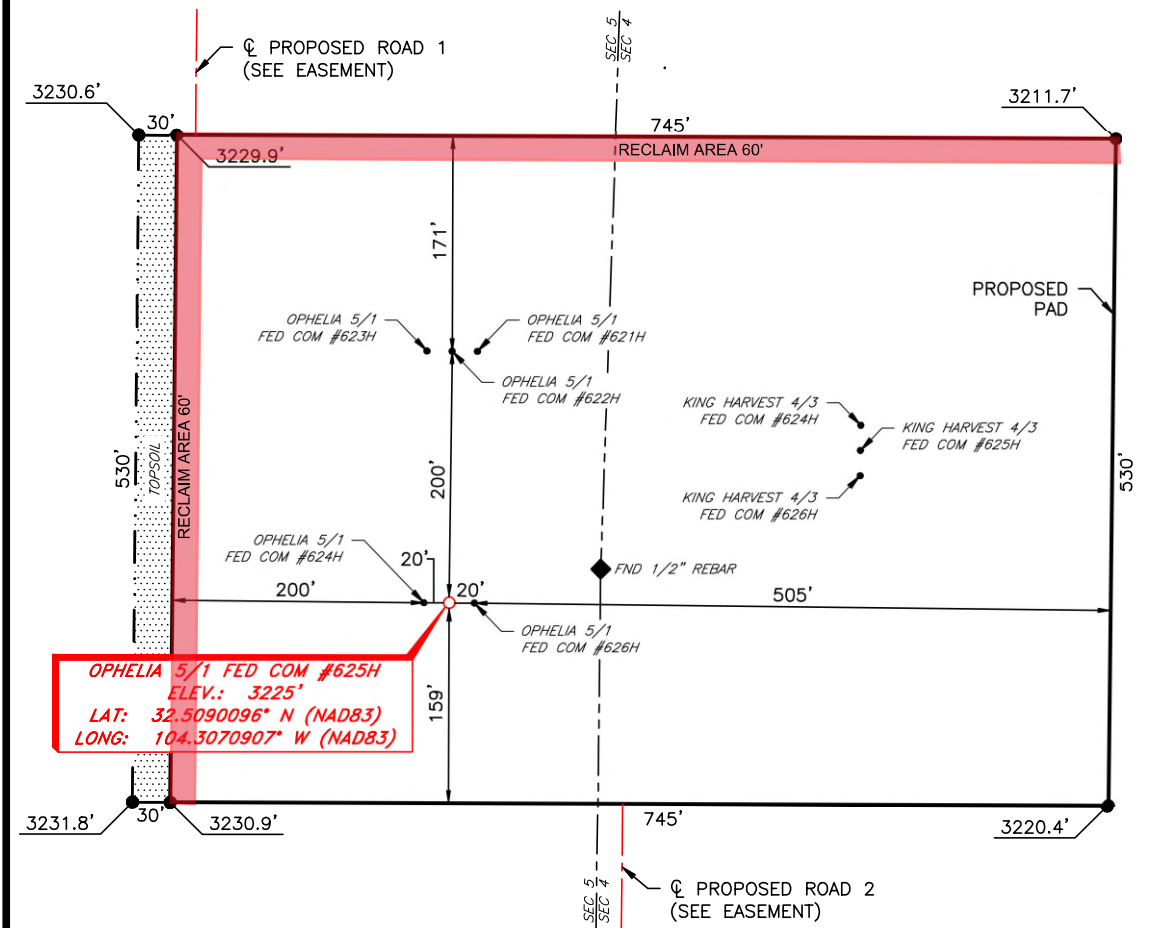 SEC 5
SEC 4
℄ PROPOSED ROAD 1
(SEE EASEMENT)
3230.6'
3211.7'
30'
745'
3229.9'
RECLAIM AREA 60'
171'
PROPOSED
PAD
OPHELIA 5/1
FED COM #623H
OPHELIA 5/1
FED COM #621H
OPHELIA 5/1
FED COM #622H
KING HARVEST 4/3
FED COM #624H
KING HARVEST 4/3
FED COM #625H
KING HARVEST 4/3
FED COM #626H
530'
TOPSOIL
RECLAIM AREA 60'
200'
530'
OPHELIA 5/1
FED COM #624H
20'
FND 1/2" REBAR
200'
20'
505'
OPHELIA 5/1
FED COM #626H
OPHELIA 5/1 FED COM #625H
ELEV.: 3225'
LAT: 32.5090096° N (NAD83)
LONG: 104.3070907° W (NAD83)
159'
3231.8'
30'
3230.9'
745'
3220.4'
SEC 5
SEC 4
℄ PROPOSED ROAD 2
(SEE EASEMENT)